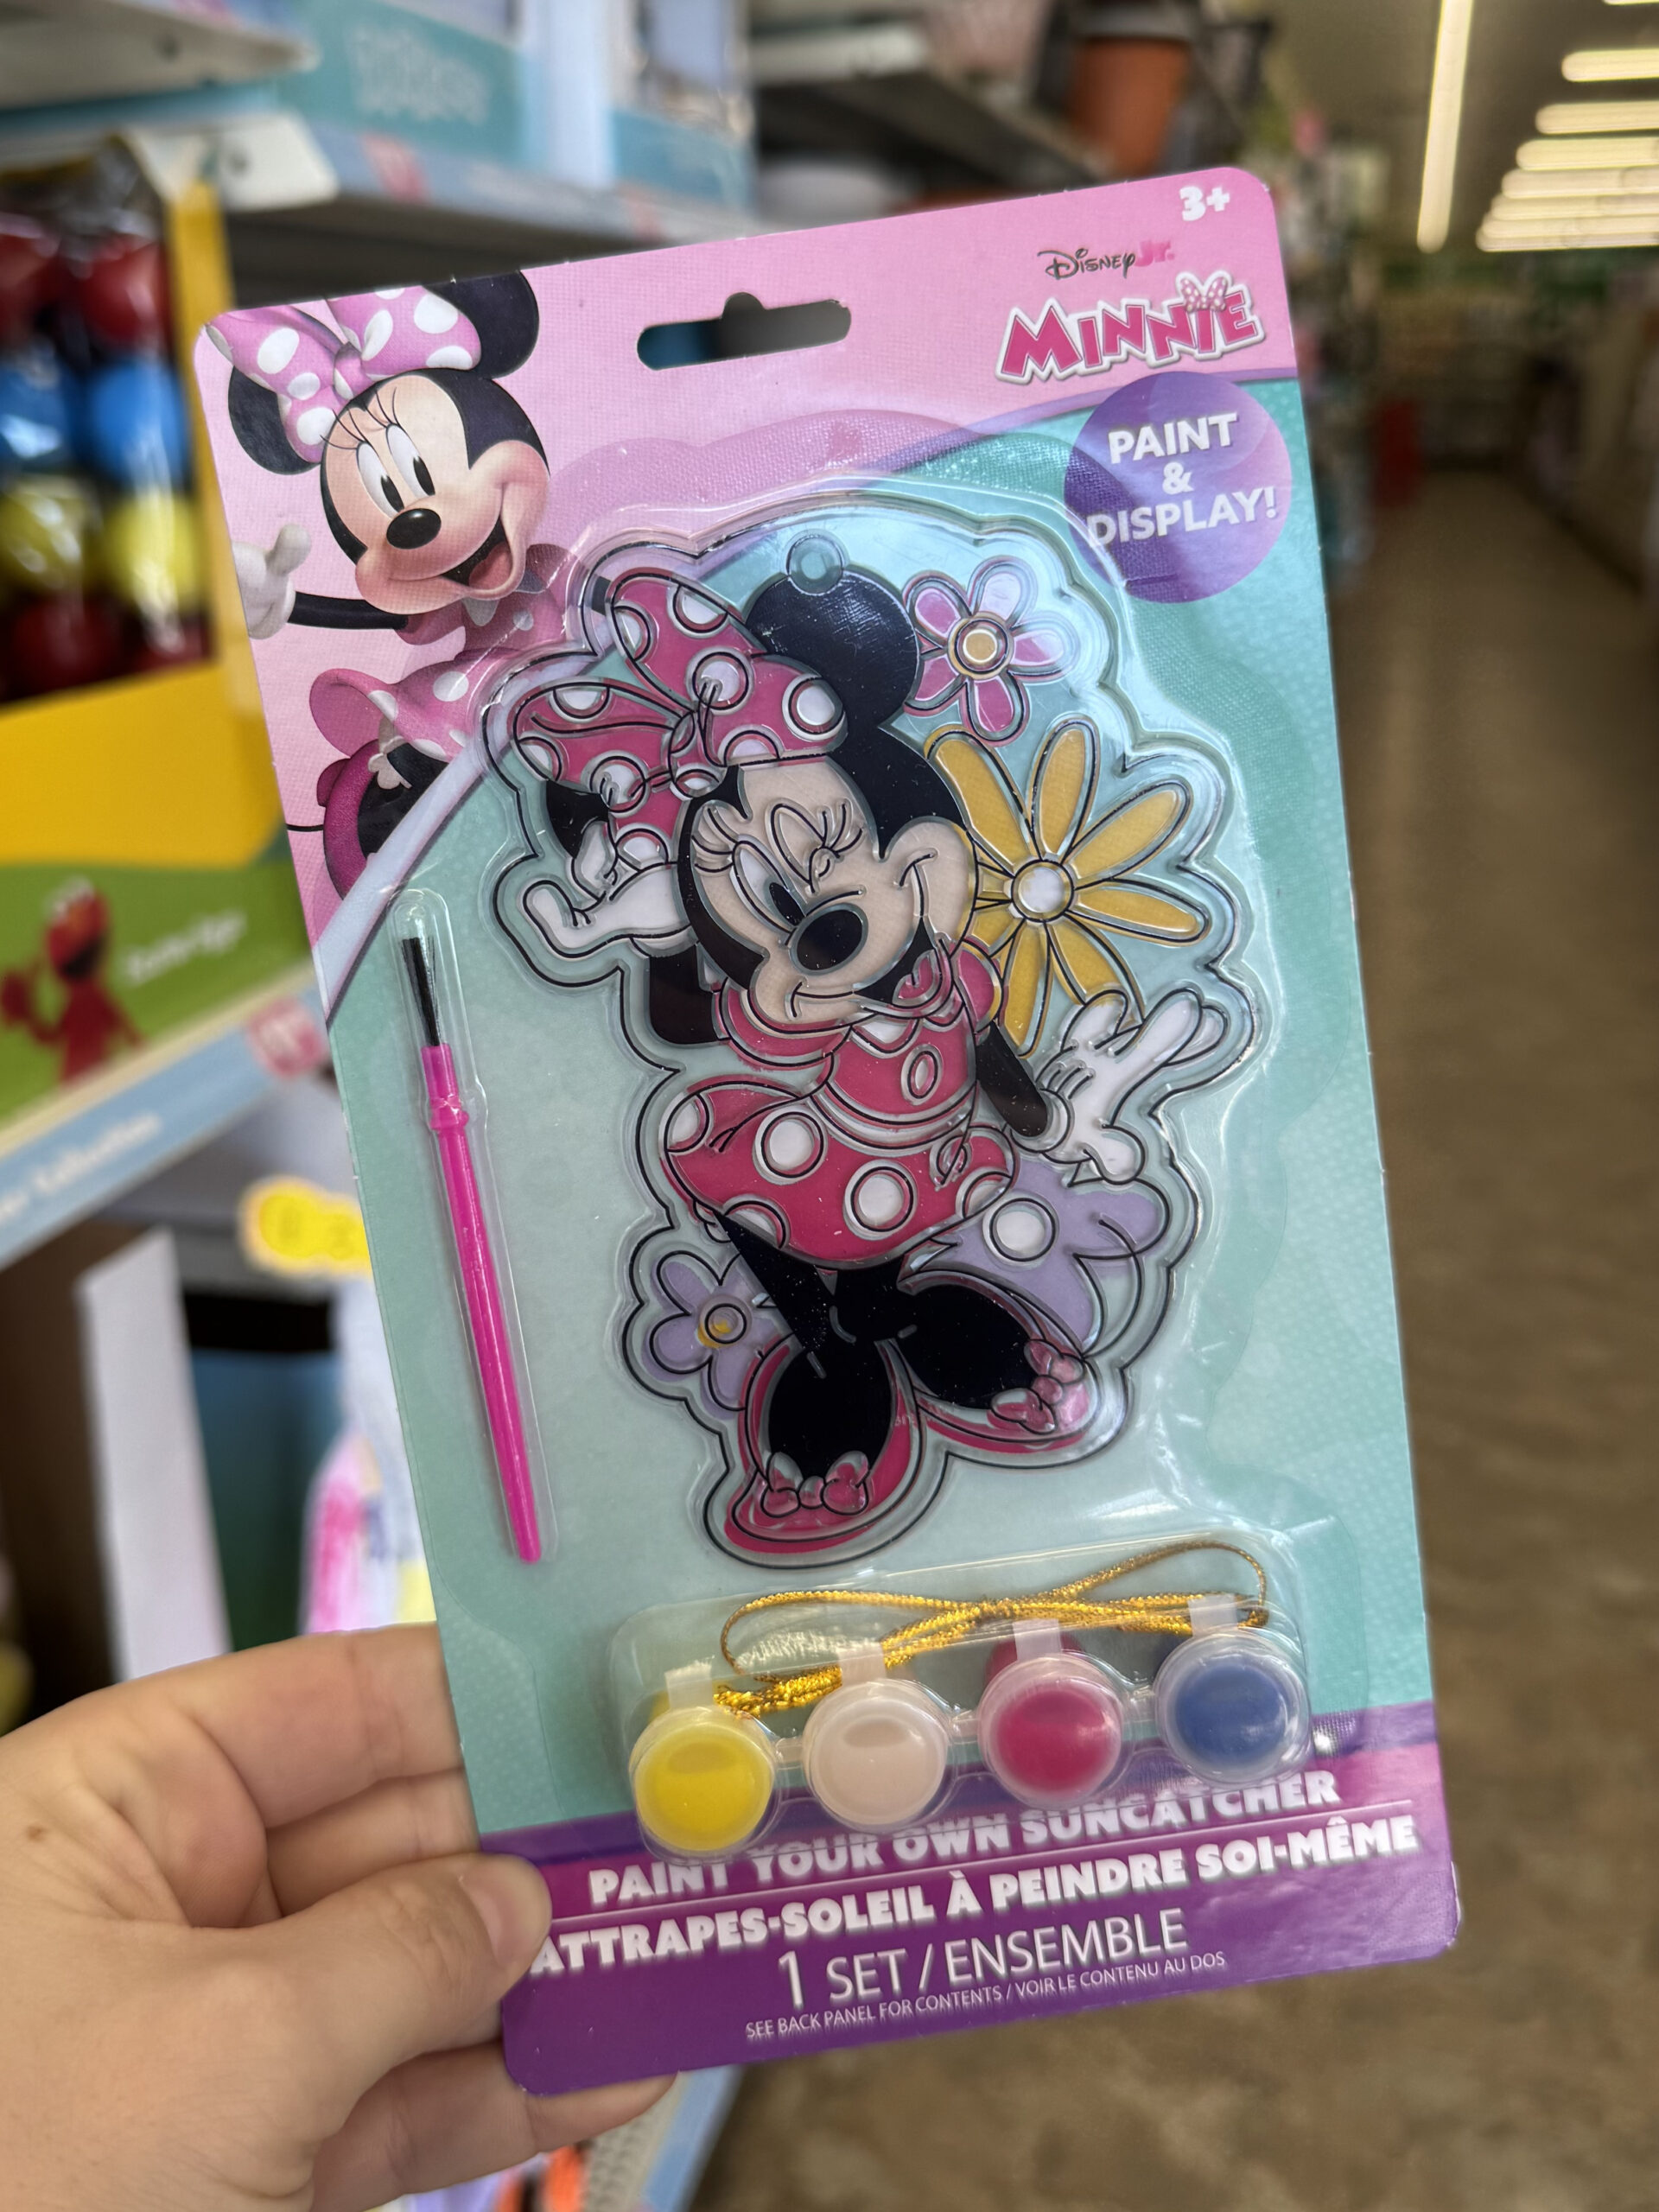 3+
Disney Jr.
MINNIE
PAINT
&
DISPLAY!
PAINT YOUR OWN SUNCATCHER
ATTRAPES-SOLEIL À PEINDRE SOI-MÊME
1 SET / ENSEMBLE
SEE BACK PANEL FOR CONTENTS / VOIR LE CONTENU AU DOS